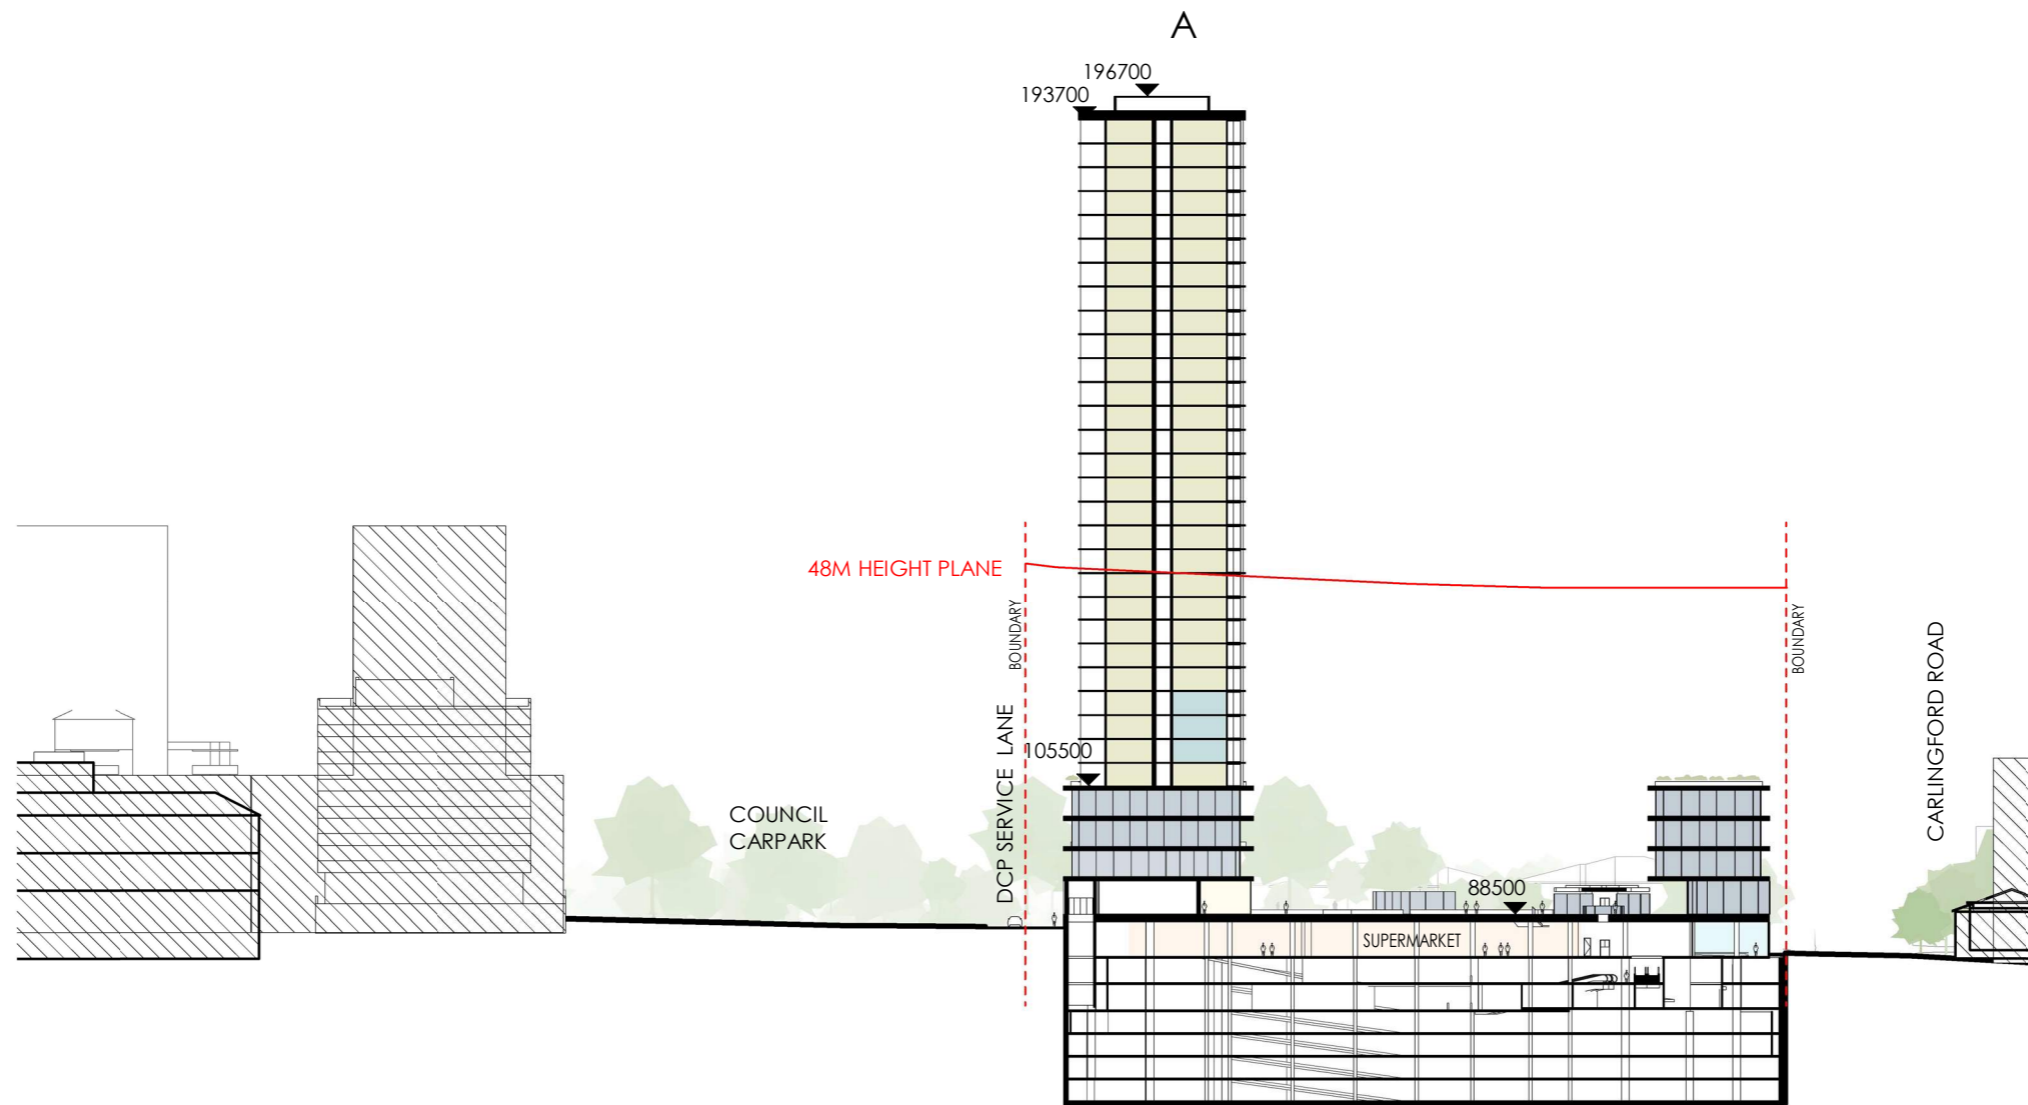 A
196700
193700
48M HEIGHT PLANE
BOUNDARY
BOUNDARY
CARLINGFORD ROAD
DCP SERVICE LANE
105500
COUNCIL
CARPARK
88500
SUPERMARKET